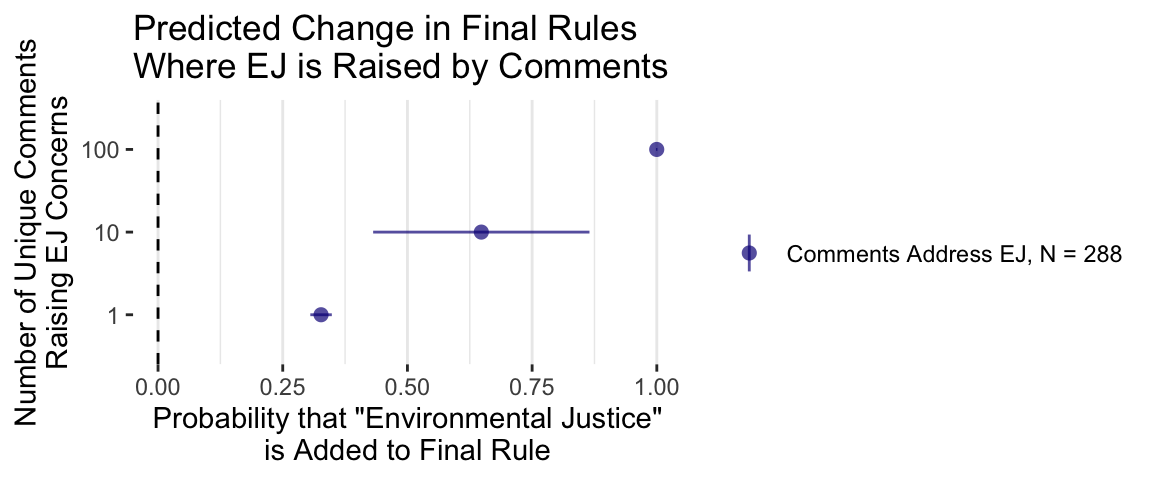 Predicted Change in Final Rules
Where EJ is Raised by Comments
Number of Unique Comments
Raising EJ Concerns
100
10
1
0.00
0.25
0.50
0.75
1.00
Probability that "Environmental Justice"
is Added to Final Rule
Comments Address EJ, N = 288